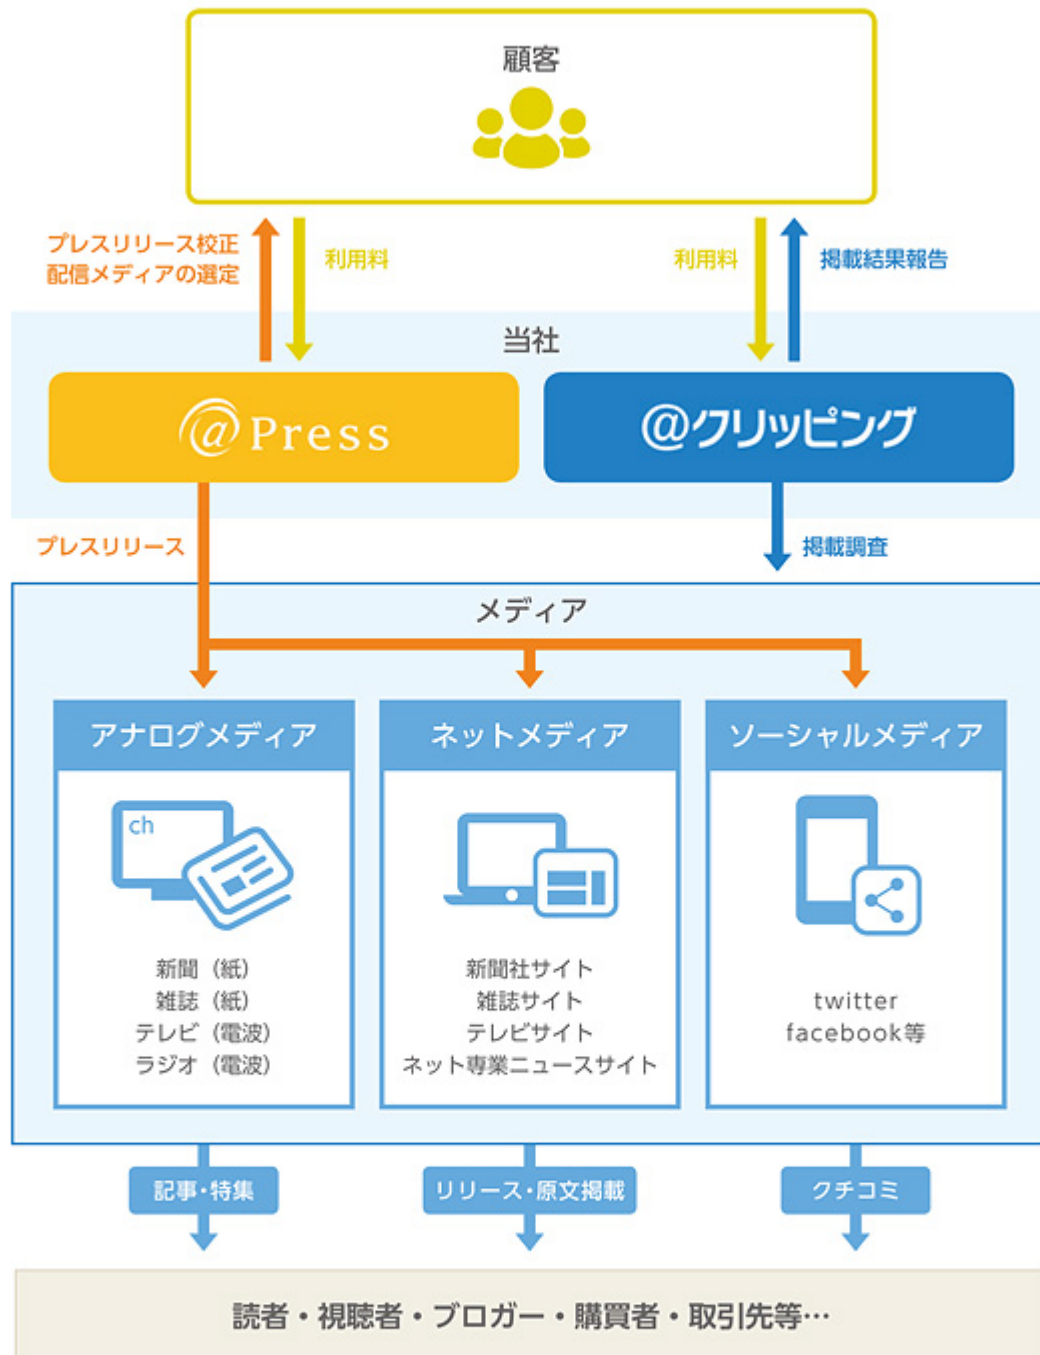 顧客
プレスリリース校正
配信メディアの選定
利用料
利用料
掲載結果報告
当社
@Press
@クリッピング
プレスリリース
掲載調査
メディア
アナログメディア
ch
新聞（紙）
雑誌（紙）
テレビ（電波）
ラジオ（電波）
ネットメディア
新聞社サイト
雑誌サイト
テレビサイト
ネット専業ニュースサイト
ソーシャルメディア
twitter
facebook等
記事・特集
リリース・原文掲載
クチコミ
読者・視聴者・ブロガー・購買者・取引先等…